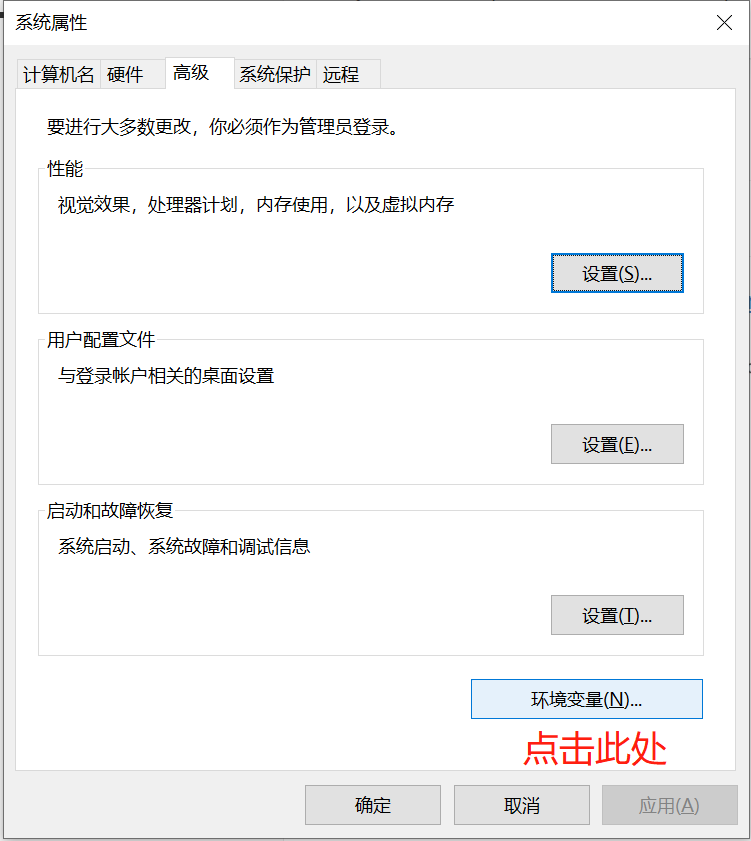 系统属性
计算机名 硬件 高级 系统保护 远程
要进行大多数更改，你必须作为管理员登录。
性能
视觉效果，处理器计划，内存使用，以及虚拟内存
设置(S)...
用户配置文件
与登录帐户相关的桌面设置
设置(E)...
启动和故障恢复
系统启动、系统故障和调试信息
设置(T)...
环境变量(N)...
点击此处
确定 取消 应用(A)